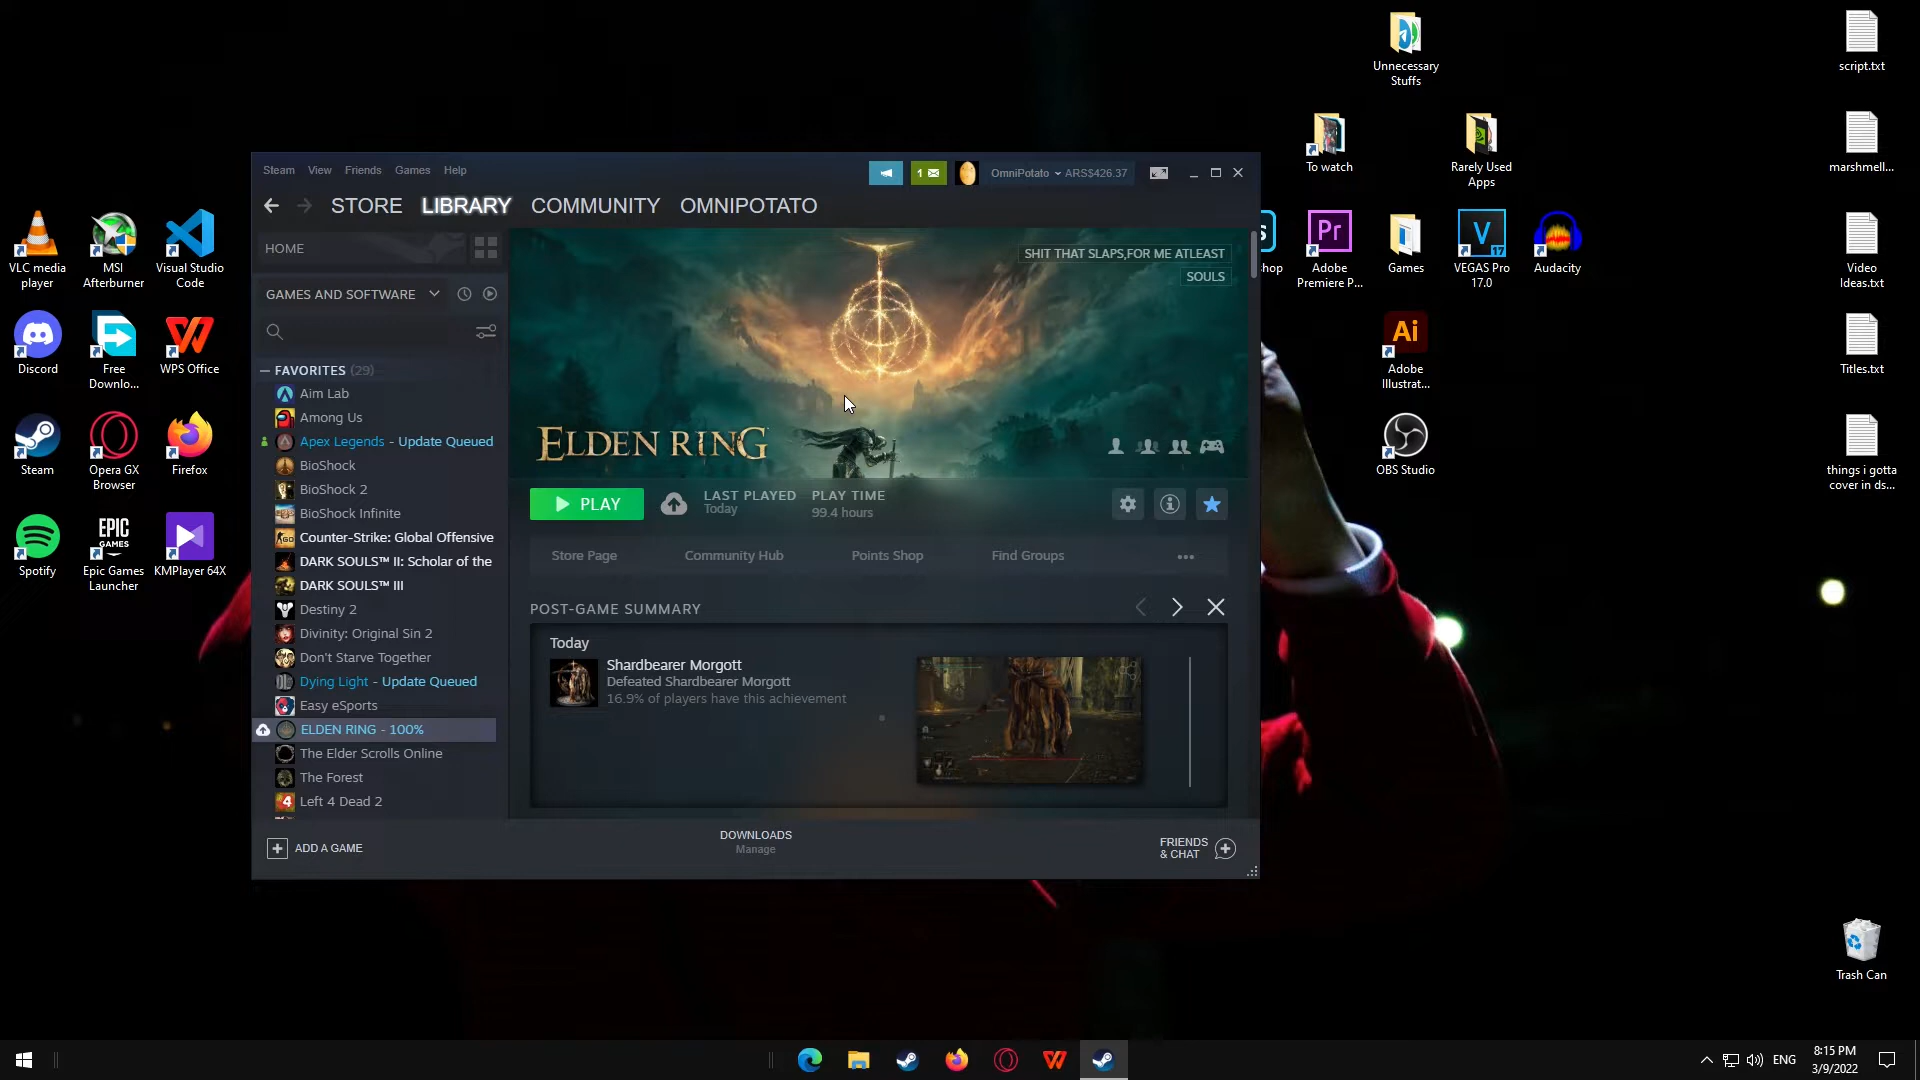 Unnecessary
Stuffs
script.txt
To watch
Rarely Used
Apps
marshmell...
Steam View Friends Games Help
1
OmniPotato
ARS$426.37
STORE LIBRARY COMMUNITY OMNIPOTATO
HOME
SHIT THAT SLAPS,FOR ME ATLEAST
SOULS
GAMES AND SOFTWARE
FAVORITES (29)
Aim Lab
Among Us
Apex Legends - Update Queued
BioShock
BioShock 2
BioShock Infinite
Counter-Strike: Global Offensive
DARK SOULS™ II: Scholar of the
DARK SOULS™ III
Destiny 2
Divinity: Original Sin 2
Don't Starve Together
Dying Light - Update Queued
Easy eSports
ELDEN RING - 100%
The Elder Scrolls Online
The Forest
Left 4 Dead 2
ELDEN RING
PLAY
LAST PLAYED
Today
PLAY TIME
99.4 hours
Store Page
Community Hub
Points Shop
Find Groups
POST-GAME SUMMARY
Today
Shardbearer Morgott
Defeated Shardbearer Morgott
16.9% of players have this achievement
ADD A GAME
DOWNLOADS
Manage
FRIENDS
& CHAT
VLC media
player
MSI
Afterburner
Visual Studio
Code
Discord
Free
Downlo...
WPS Office
Steam
Opera GX
Browser
Firefox
Spotify
EPIC
GAMES
Epic Games
Launcher
KMPlayer 64X
s
hop
Pr
Adobe
Premiere P...
Games
V
17
VEGAS Pro
17.0
Audacity
Video
Ideas.txt
Ai
Adobe
Illustrat...
Titles.txt
OBS Studio
things i gotta
cover in ds...
Trash Can
ENG
8:15 PM
3/9/2022